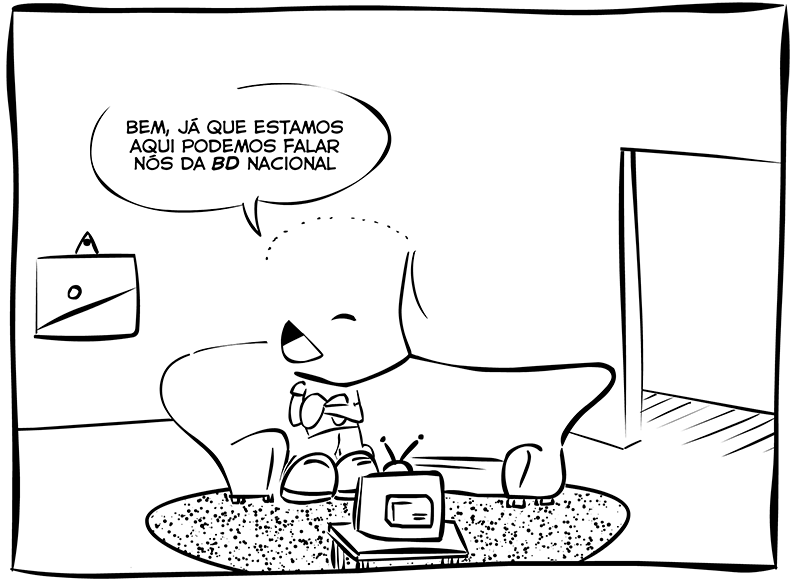 BEM, JÁ QUE ESTAMOS
AQUI PODEMOS FALAR
NÓS DA BD NACIONAL